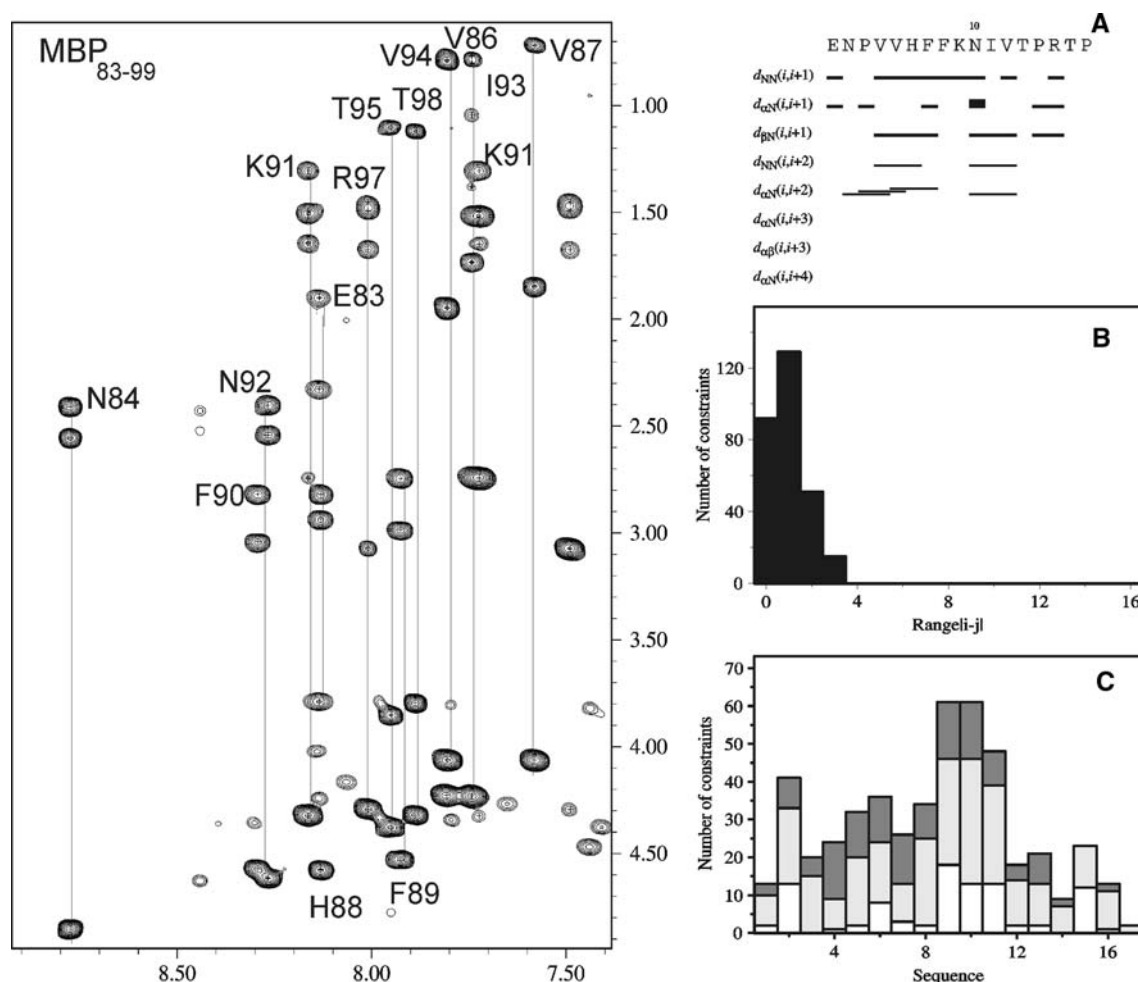 MBP
83-99
V94
V86
V87
I93
T95
T98
K91
K91
R97
E83
N84
N92
F90
H88
F89
1.00
1.50
2.00
2.50
3.00
3.50
4.00
4.50
8.50
8.00
7.50
A
10
E N P V V H F F K N I V T P R T P
dNN(i,i+1)
dαN(i,i+1)
dβN(i,i+1)
dNN(i,i+2)
dαN(i,i+2)
dαN(i,i+3)
dαβ(i,i+3)
dαN(i,i+4)
B
Number of constraints
120
80
40
0
0 4 8 12 16
Range|i-j|
C
Number of constraints
70
60
50
40
30
20
10
0
4 8 12 16
Sequence